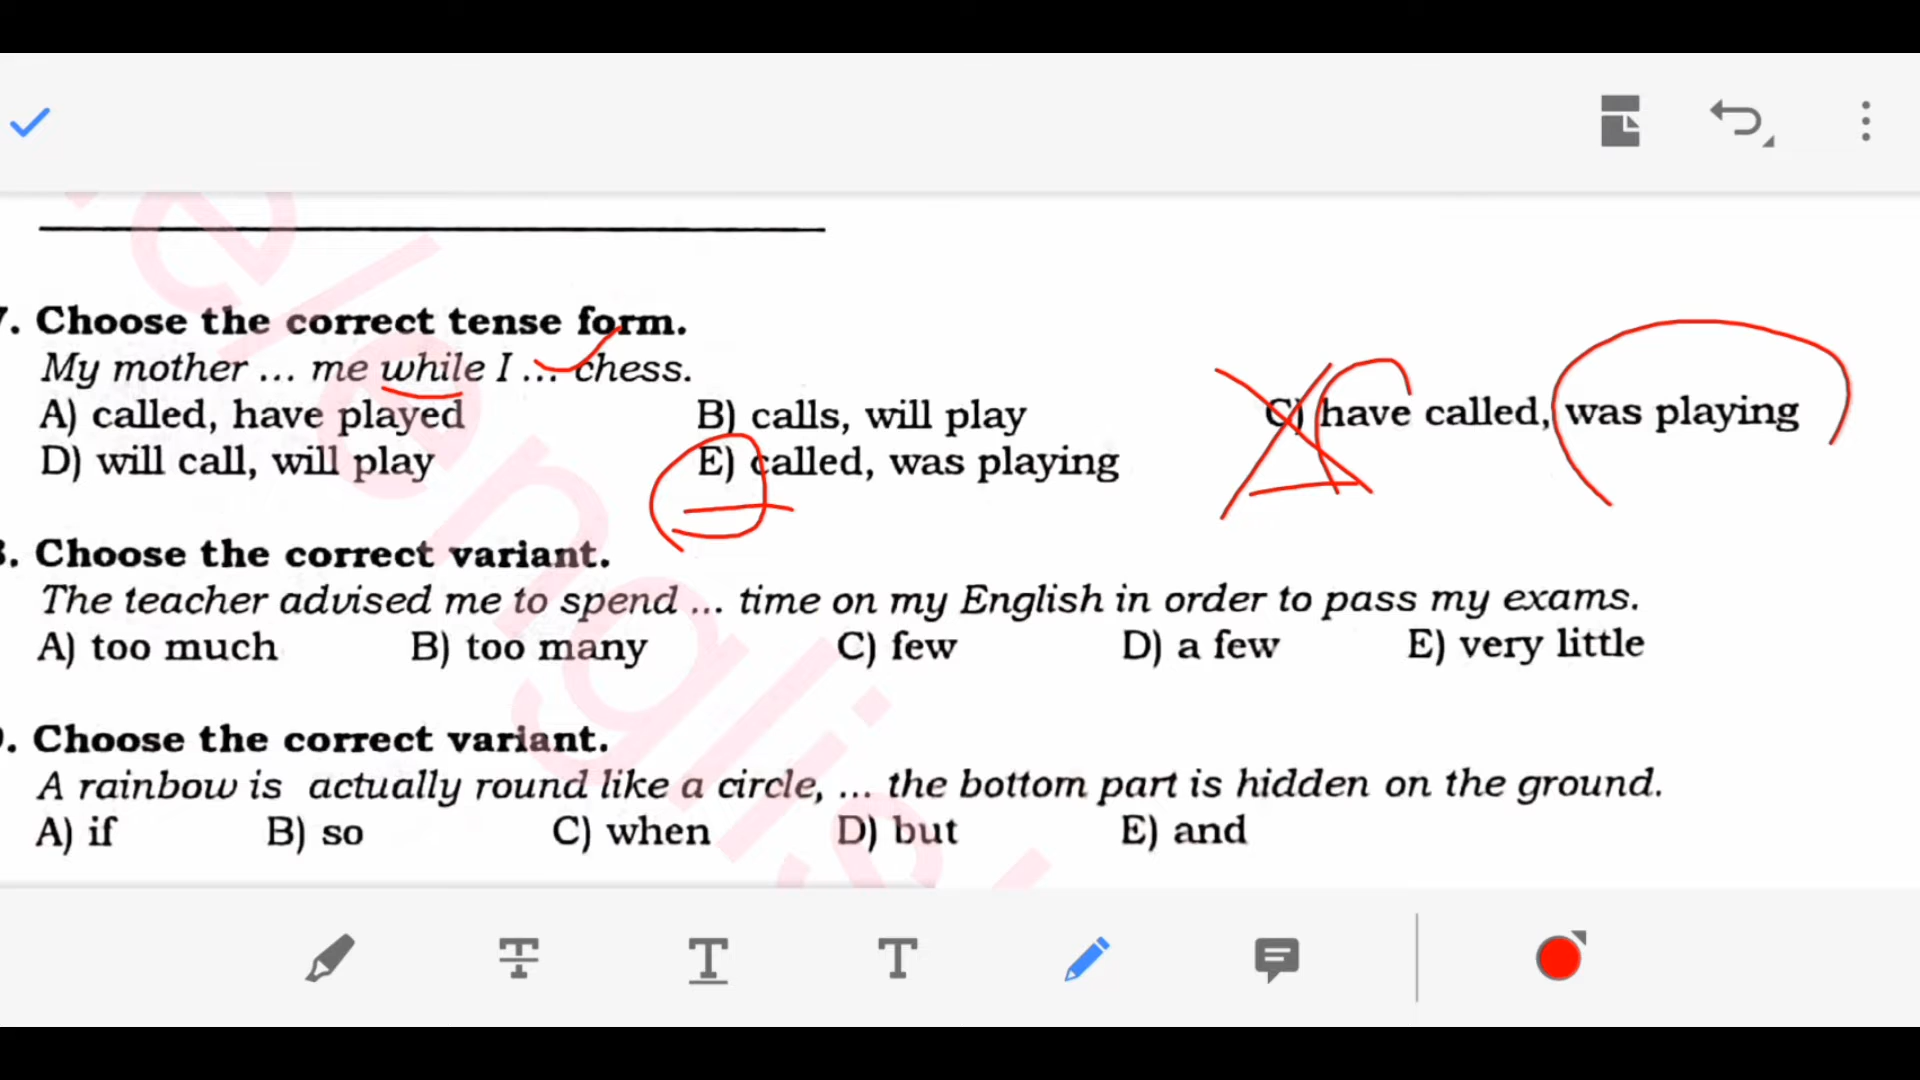 7. Choose the correct tense form.
My mother ... me while I ... chess.
A) called, have played B) calls, will play C) have called, was playing
D) will call, will play E) called, was playing
8. Choose the correct variant.
The teacher advised me to spend ... time on my English in order to pass my exams.
A) too much B) too many C) few D) a few E) very little
9. Choose the correct variant.
A rainbow is actually round like a circle, ... the bottom part is hidden on the ground.
A) if B) so C) when D) but E) and